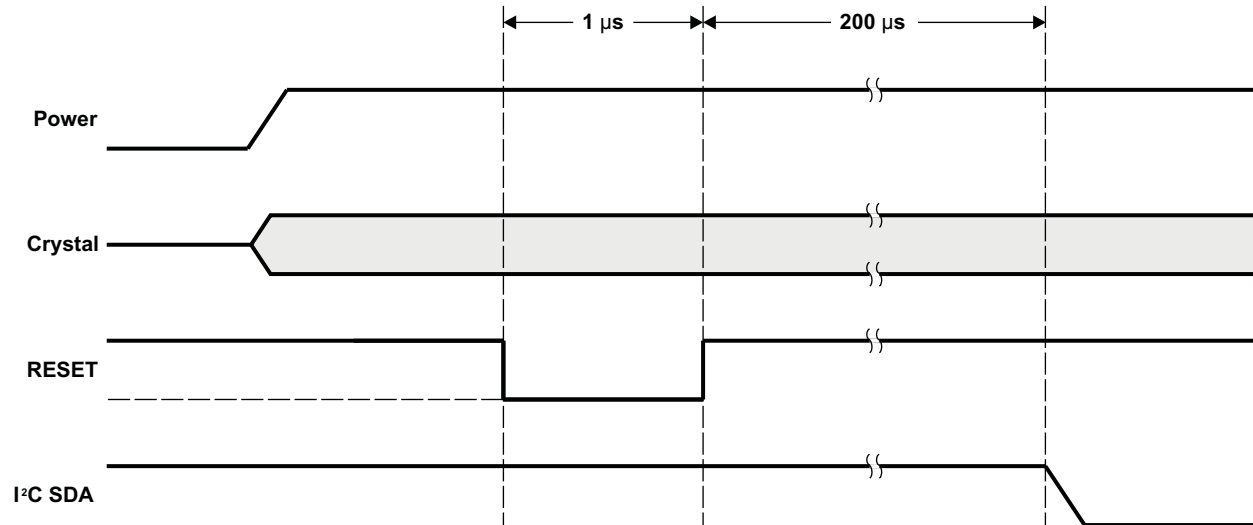 1 μs
200 μs
Power
Crystal
RESET
I²C SDA